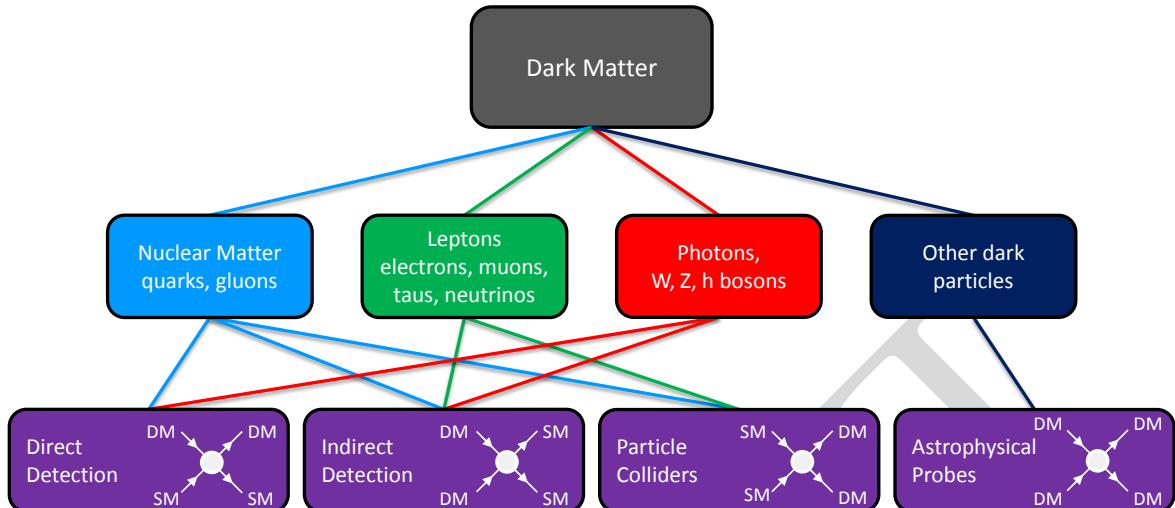 Dark Matter
Nuclear Matter
quarks, gluons
Leptons
electrons, muons,
taus, neutrinos
Photons,
W, Z, h bosons
Other dark
particles
Direct
Detection
DM
DM
SM
SM
Indirect
Detection
DM
SM
DM
SM
Particle
Colliders
SM
DM
SM
DM
Astrophysical
Probes
DM
DM
DM
DM